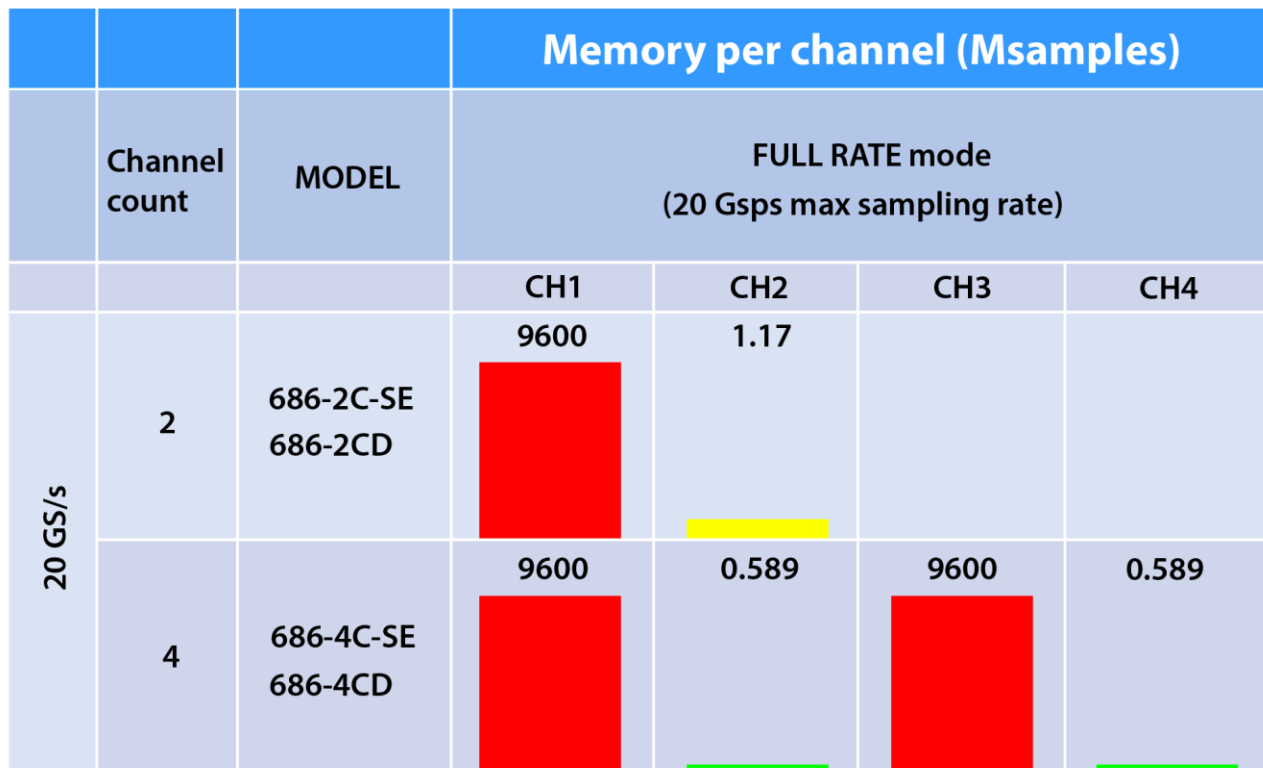 Memory per channel (Msamples)
Channel
count
MODEL
FULL RATE mode
(20 Gsps max sampling rate)
CH1 CH2 CH3 CH4
20 GS/s
2
686-2C-SE
686-2CD
9600 1.17
4
686-4C-SE
686-4CD
9600 0.589 9600 0.589